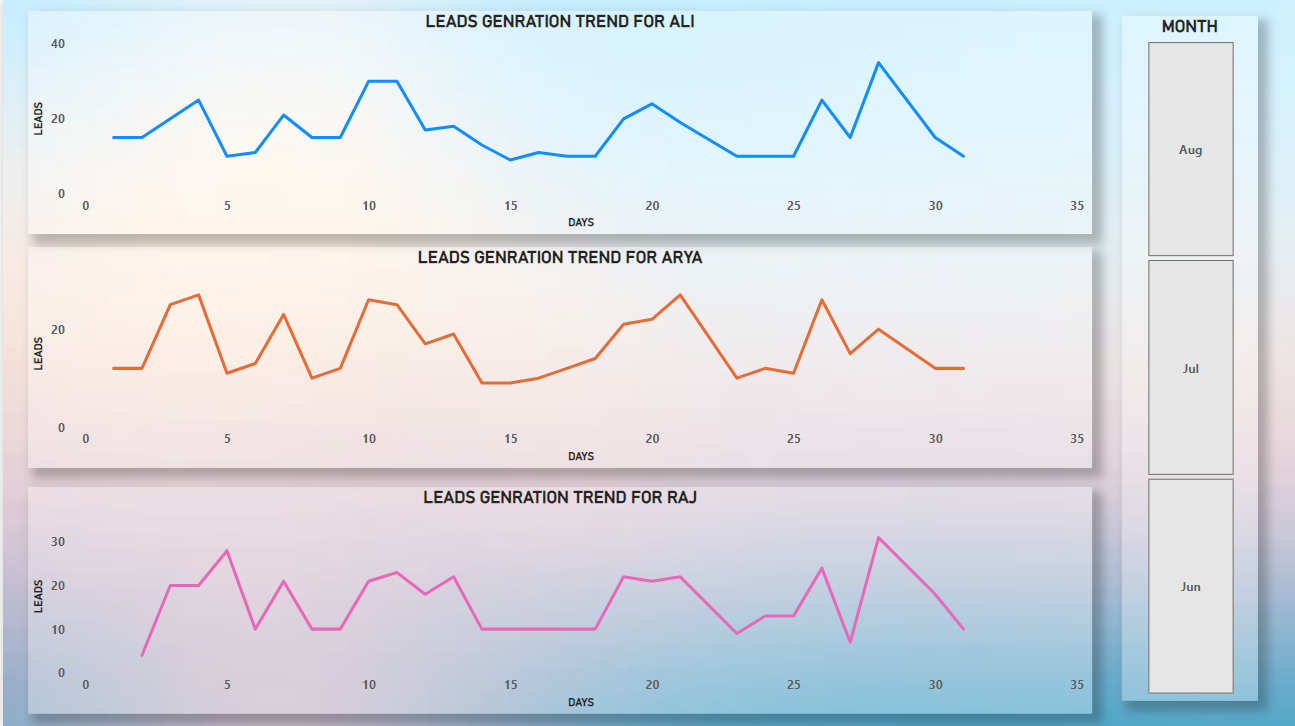 LEADS GENRATION TREND FOR ALI
40
20
0
LEADS
0 5 10 15 20 25 30 35
DAYS
LEADS GENRATION TREND FOR ARYA
20
0
LEADS
0 5 10 15 20 25 30 35
DAYS
LEADS GENRATION TREND FOR RAJ
30
20
10
0
LEADS
0 5 10 15 20 25 30 35
DAYS
MONTH
Aug
Jul
Jun